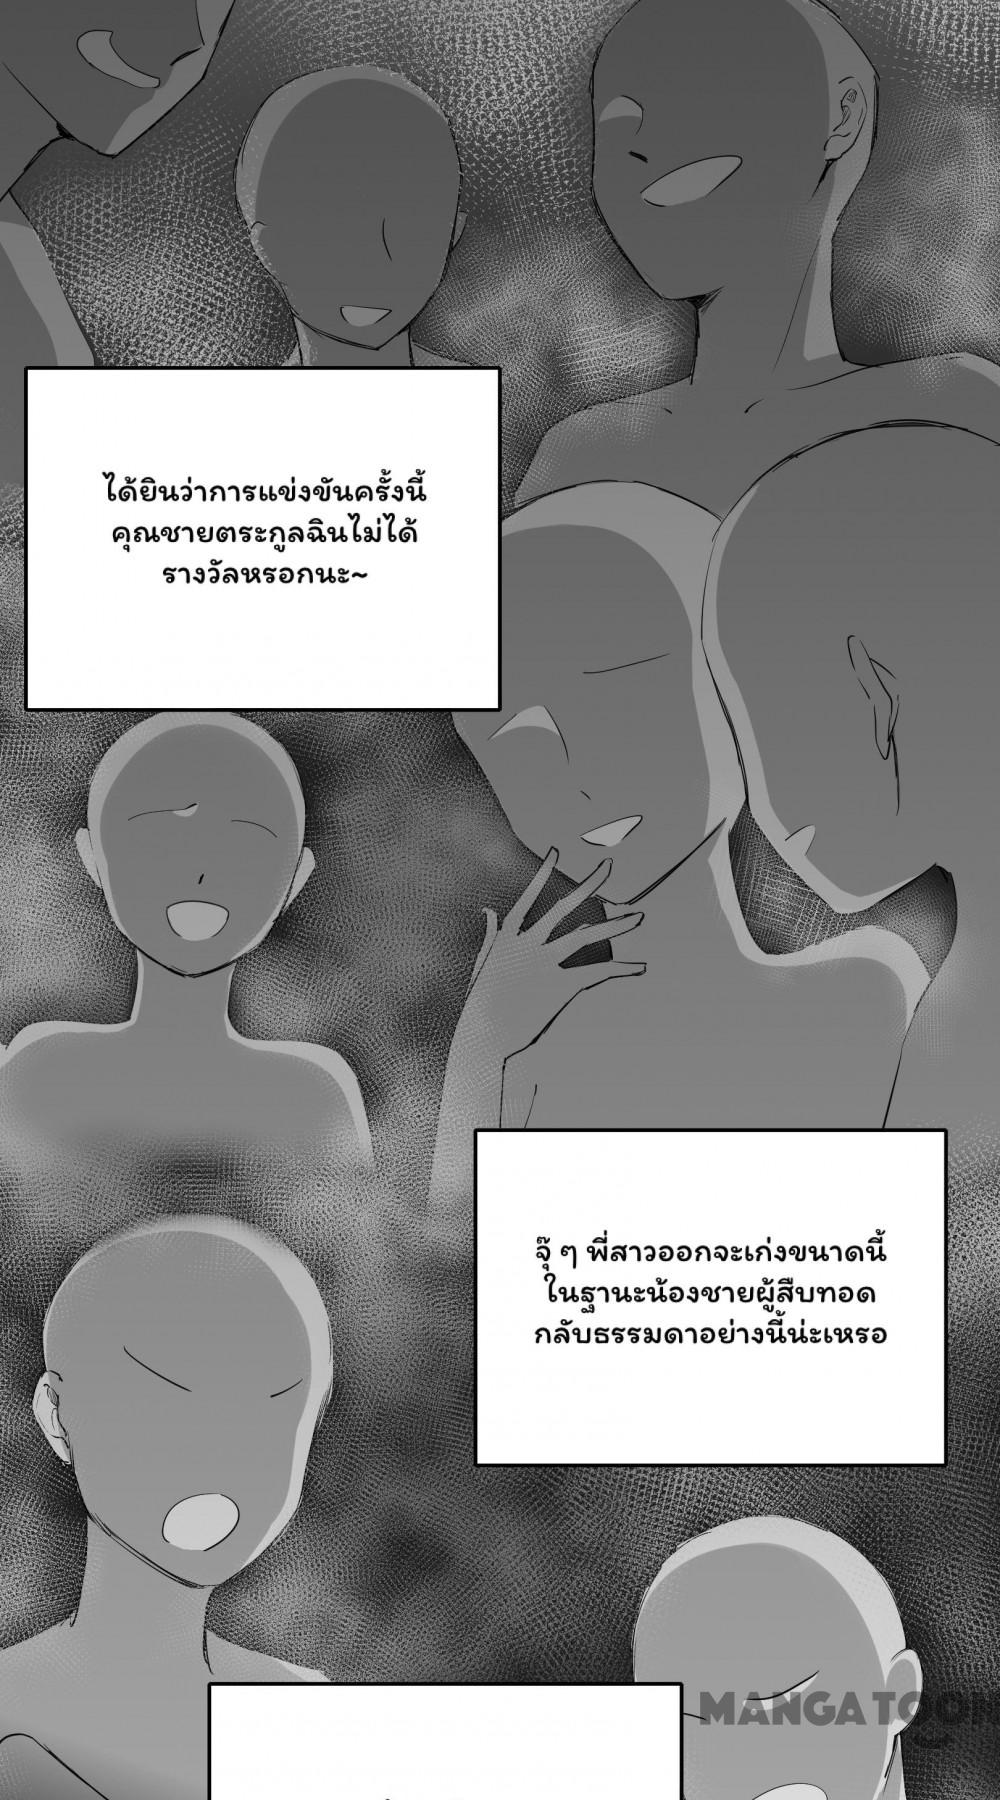 ได้ยินว่าการแข่งขันครั้งนี้
คุณชายตระกูลฉินไม่ได้
รางวัลหรอกนะ~
จุ๊ ๆ พี่สาวออกจะเก่งขนาดนี้
ในฐานะน้องชายผู้สืบทอด
กลับธรรมดาอย่างนี้น่ะเหรอ
MANGATOON